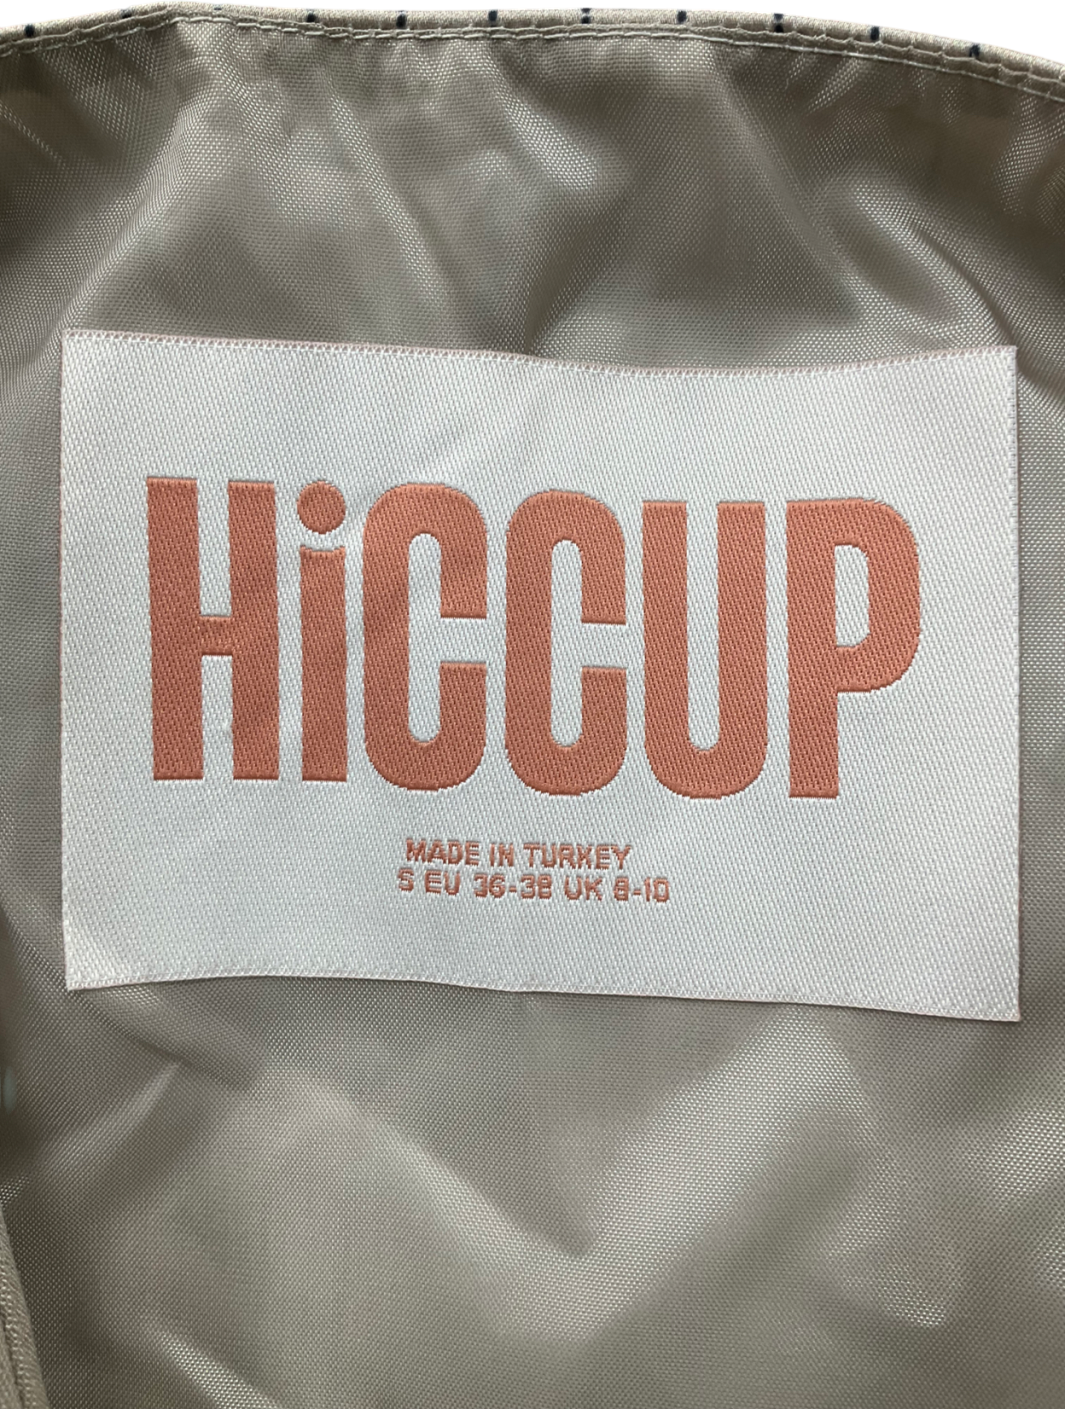 HiCCUP
MADE IN TURKEY
S EU 36-38 UK 8-10